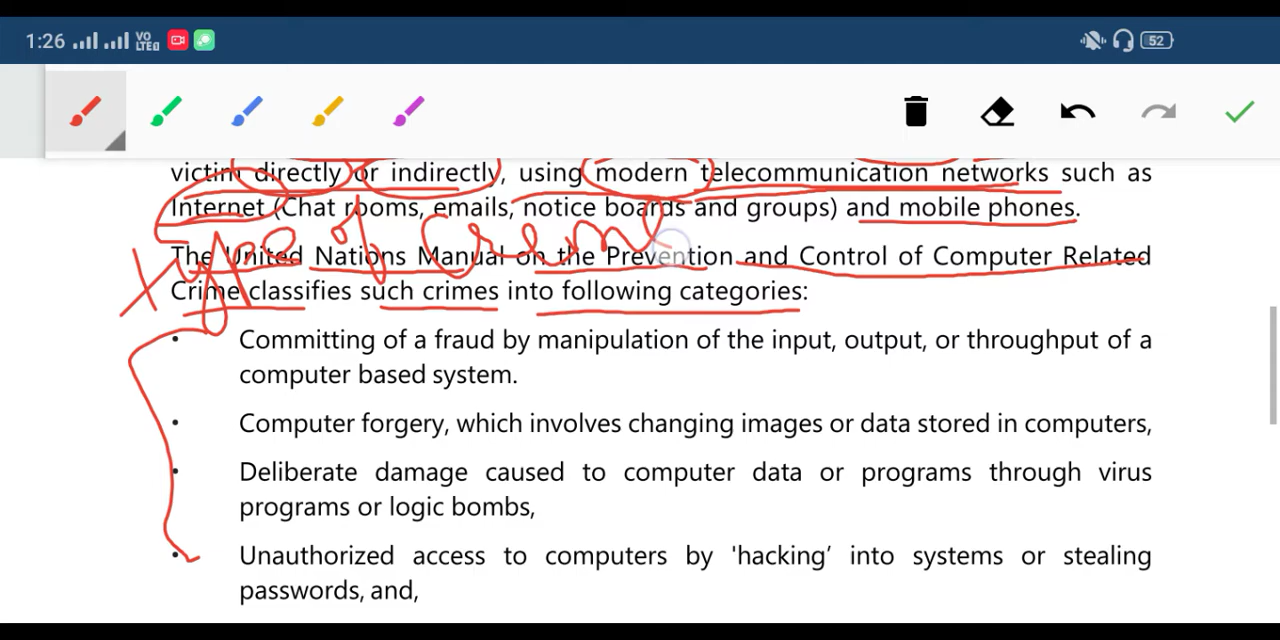 1:26 VO LTE 52
victim directly or indirectly, using modern telecommunication networks such as
Internet (Chat rooms, emails, notice boards and groups) and mobile phones.
Type of Creme
The United Nations Manual on the Prevention and Control of Computer Related
Crime classifies such crimes into following categories:
• Committing of a fraud by manipulation of the input, output, or throughput of a
computer based system.
• Computer forgery, which involves changing images or data stored in computers,
• Deliberate damage caused to computer data or programs through virus
programs or logic bombs,
• Unauthorized access to computers by 'hacking’ into systems or stealing
passwords, and,